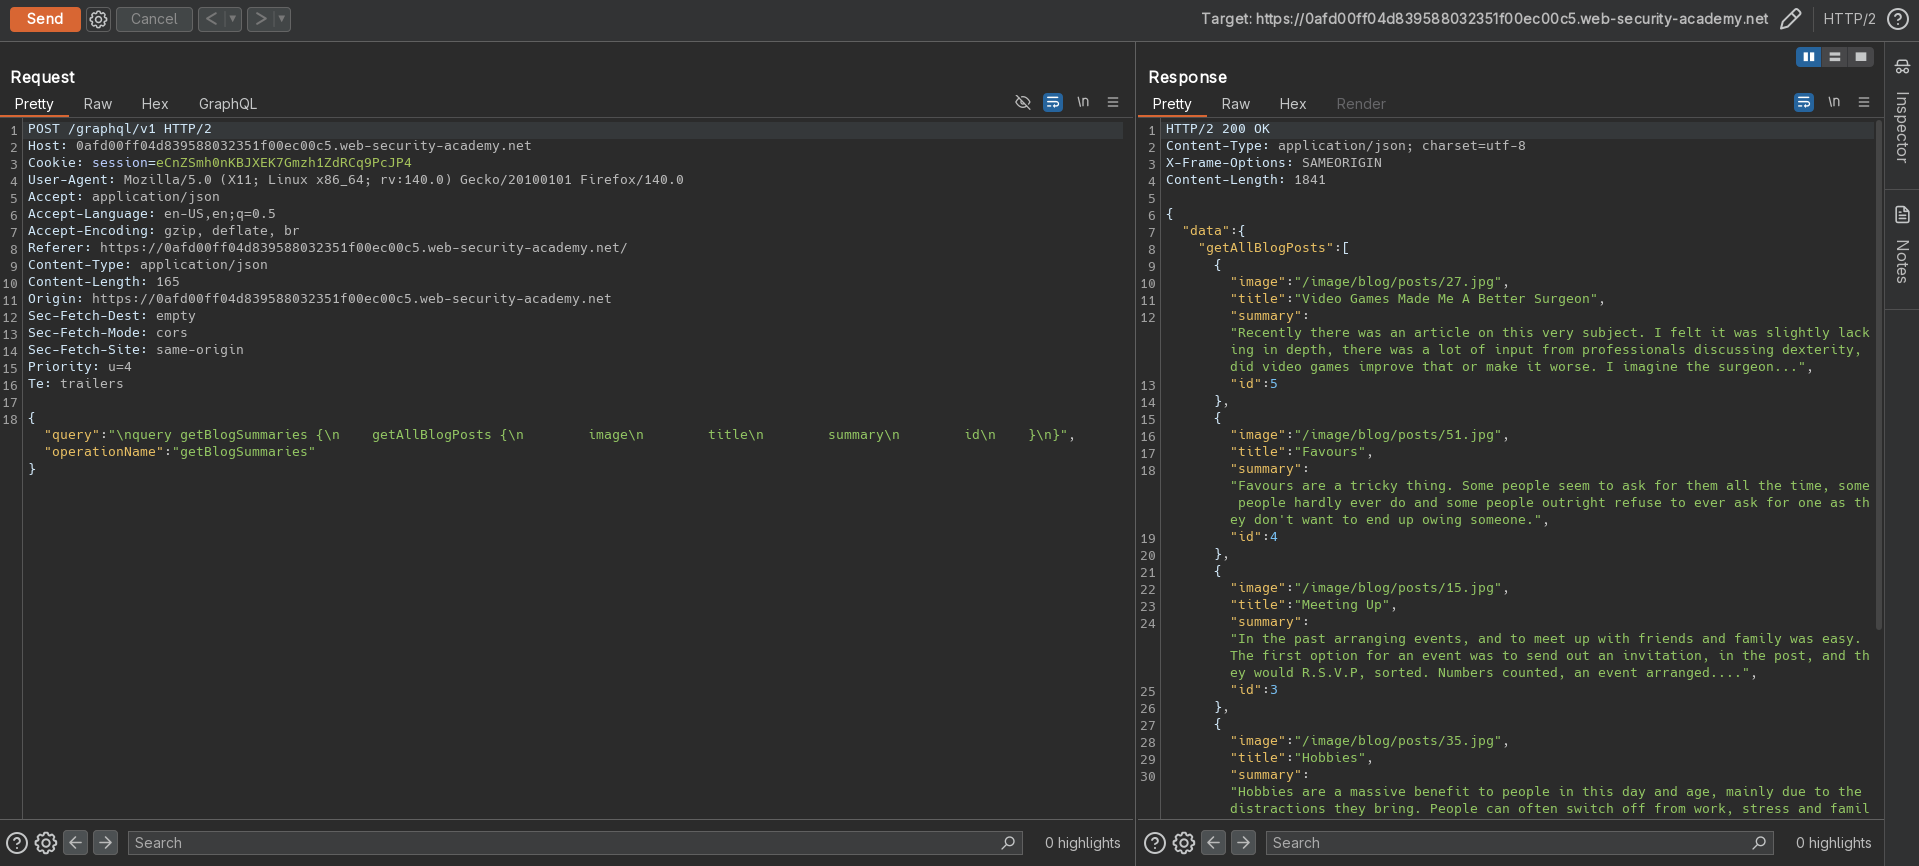 Send Cancel < > Target: https://0afd00ff04d839588032351f00ec00c5.web-security-academy.net HTTP/2
Request
Pretty Raw Hex GraphQL \n
1 POST /graphql/v1 HTTP/2
2 Host: 0afd00ff04d839588032351f00ec00c5.web-security-academy.net
3 Cookie: session=eCnZSmh0nKBJXEK7Gmzh1ZdRCq9PcJP4
4 User-Agent: Mozilla/5.0 (X11; Linux x86_64; rv:140.0) Gecko/20100101 Firefox/140.0
5 Accept: application/json
6 Accept-Language: en-US,en;q=0.5
7 Accept-Encoding: gzip, deflate, br
8 Referer: https://0afd00ff04d839588032351f00ec00c5.web-security-academy.net/
9 Content-Type: application/json
10 Content-Length: 165
11 Origin: https://0afd00ff04d839588032351f00ec00c5.web-security-academy.net
12 Sec-Fetch-Dest: empty
13 Sec-Fetch-Mode: cors
14 Sec-Fetch-Site: same-origin
15 Priority: u=4
16 Te: trailers
17
18 {
"query":"\nquery getBlogSummaries {\n    getAllBlogPosts {\n        image\n        title\n        summary\n        id\n    }\n}",
"operationName":"getBlogSummaries"
}
Search 0 highlights
Response
Pretty Raw Hex Render \n
1 HTTP/2 200 OK
2 Content-Type: application/json; charset=utf-8
3 X-Frame-Options: SAMEORIGIN
4 Content-Length: 1841
5
6 {
7 "data":{
8 "getAllBlogPosts":[
9 {
10 "image":"/image/blog/posts/27.jpg",
11 "title":"Video Games Made Me A Better Surgeon",
12 "summary":
"Recently there was an article on this very subject. I felt it was slightly lack
ing in depth, there was a lot of input from professionals discussing dexterity,
did video games improve that or make it worse. I imagine the surgeon...",
13 "id":5
14 },
15 {
16 "image":"/image/blog/posts/51.jpg",
17 "title":"Favours",
18 "summary":
"Favours are a tricky thing. Some people seem to ask for them all the time, some
people hardly ever do and some people outright refuse to ever ask for one as th
ey don't want to end up owing someone.",
19 "id":4
20 },
21 {
22 "image":"/image/blog/posts/15.jpg",
23 "title":"Meeting Up",
24 "summary":
"In the past arranging events, and to meet up with friends and family was easy.
The first option for an event was to send out an invitation, in the post, and th
ey would R.S.V.P, sorted. Numbers counted, an event arranged....",
25 "id":3
26 },
27 {
28 "image":"/image/blog/posts/35.jpg",
29 "title":"Hobbies",
30 "summary":
"Hobbies are a massive benefit to people in this day and age, mainly due to the
distractions they bring. People can often switch off from work, stress and famil
Search 0 highlights
Inspector
Notes